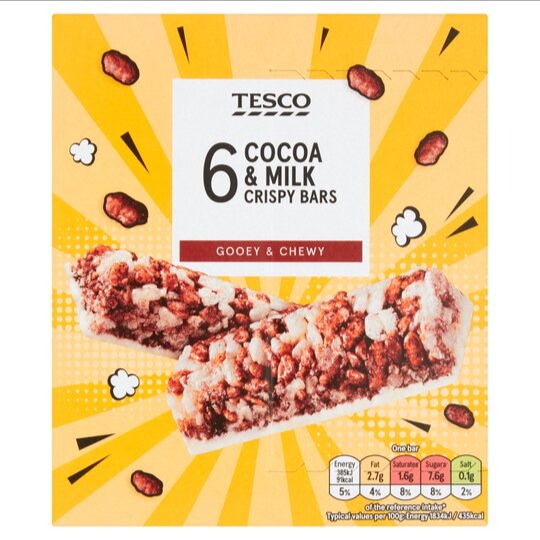 TESCO
6 COCOA
& MILK
CRISPY BARS
GOOEY & CHEWY
One bar
Energy Fat Saturates Sugars Salt
385kJ
91kcal 2.7g 1.6g 7.6g 0.1g
5% 4% 8% 8% 2%
of the reference intake*
Typical values per 100g: Energy 1834kJ / 435kcal